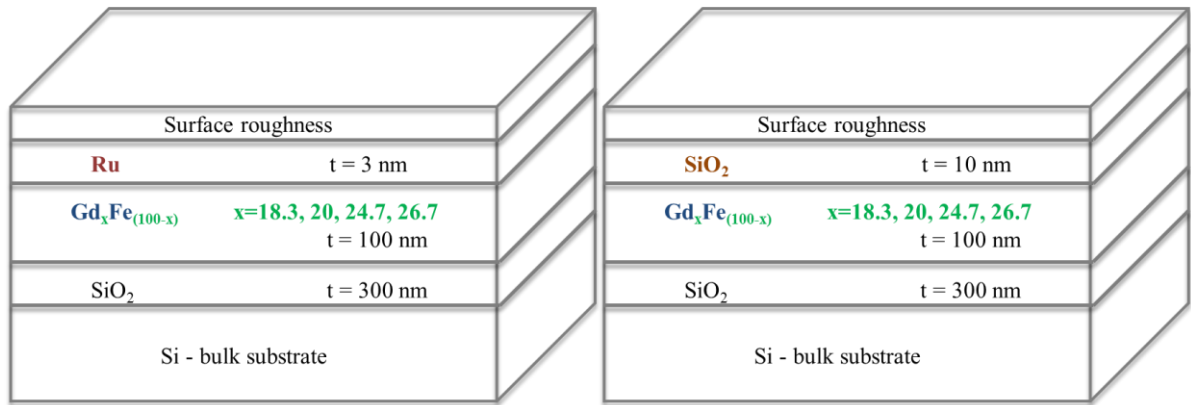 Surface roughness
Ru t = 3 nm
GdₓFe₍₁₀₀₋ₓ₎ x=18.3, 20, 24.7, 26.7
t = 100 nm
SiO₂ t = 300 nm
Si - bulk substrate
Surface roughness
SiO₂ t = 10 nm
GdₓFe₍₁₀₀₋ₓ₎ x=18.3, 20, 24.7, 26.7
t = 100 nm
SiO₂ t = 300 nm
Si - bulk substrate